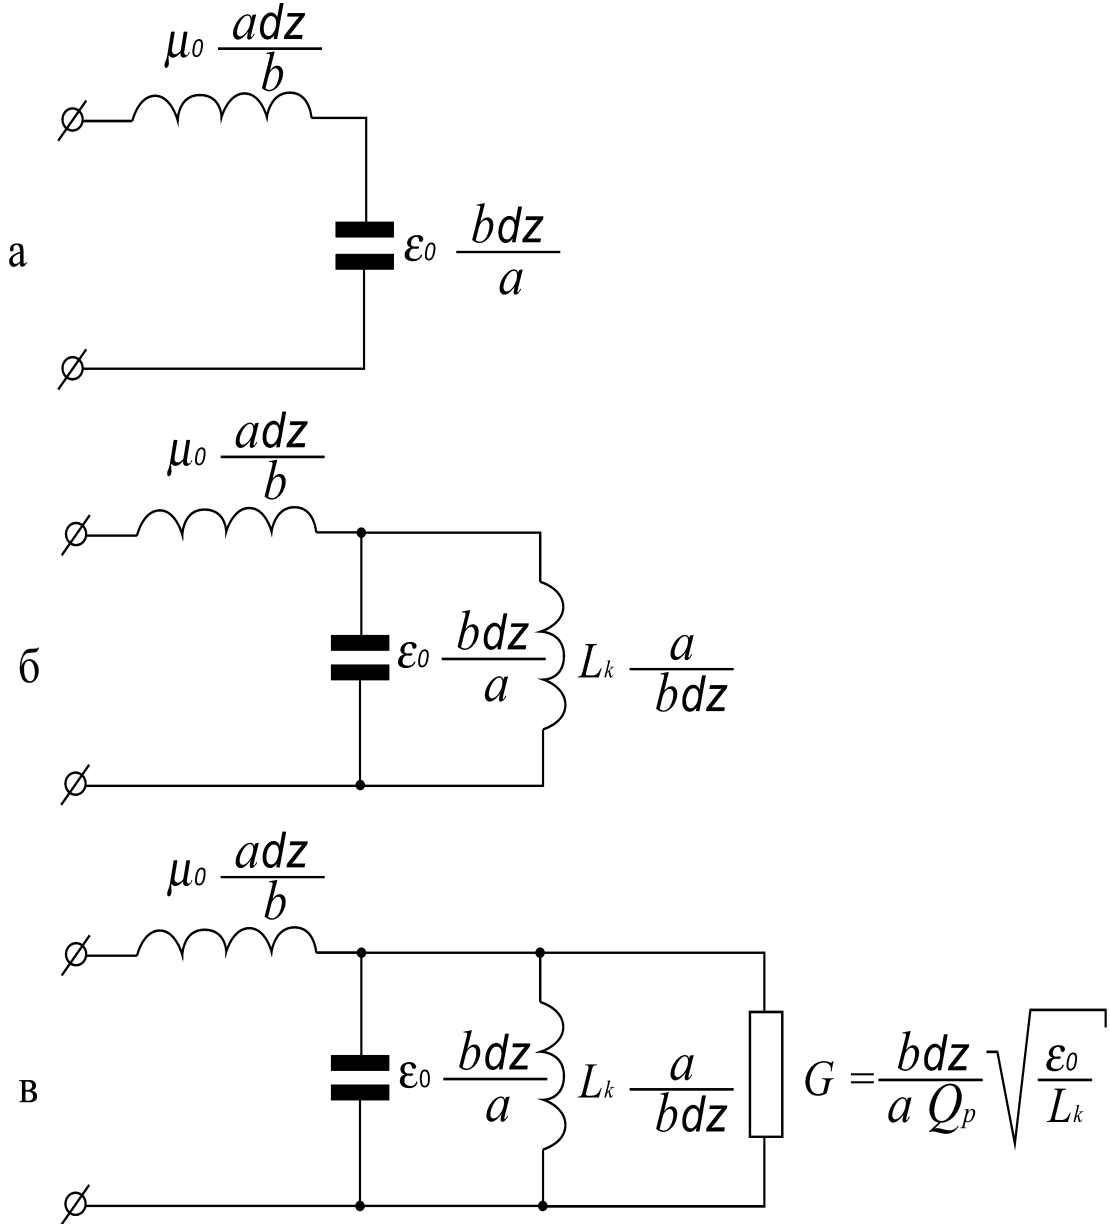 μ₀ adz/b
а ε₀ bdz/a
μ₀ adz/b
б ε₀ bdz/a Lₖ a/bdz
μ₀ adz/b
в ε₀ bdz/a Lₖ a/bdz G = bdz/(a Qₚ) √(ε₀/Lₖ)